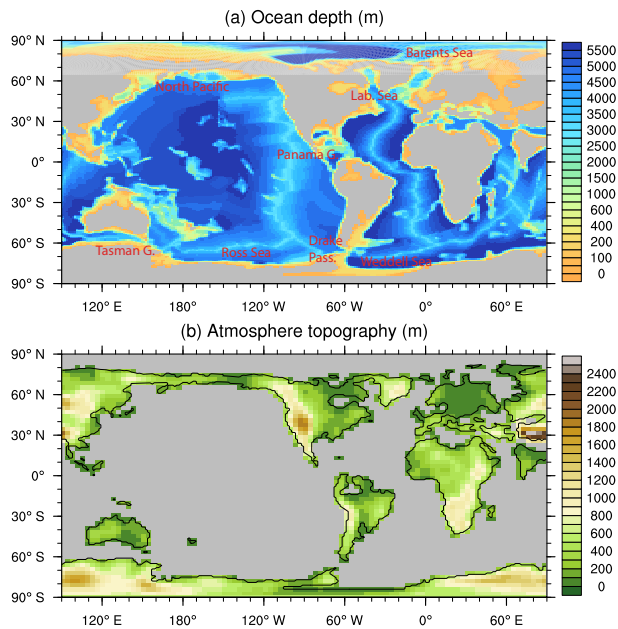 (a) Ocean depth (m)
90° N
60° N
30° N
0°
30° S
60° S
90° S
Barents Sea
North Pacific
Lab. Sea
Panama G.
Tasman G.
Ross Sea
Drake
Pass.
Weddell Sea
120° E
180° W
120° W
60° W
0°
60° E
5500
5000
4500
4000
3500
3000
2500
2000
1500
1000
600
400
200
100
0
(b) Atmosphere topography (m)
90° N
60° N
30° N
0°
30° S
60° S
90° S
120° E
180° W
120° W
60° W
0°
60° E
2400
2200
2000
1800
1600
1400
1200
1000
800
600
400
200
0